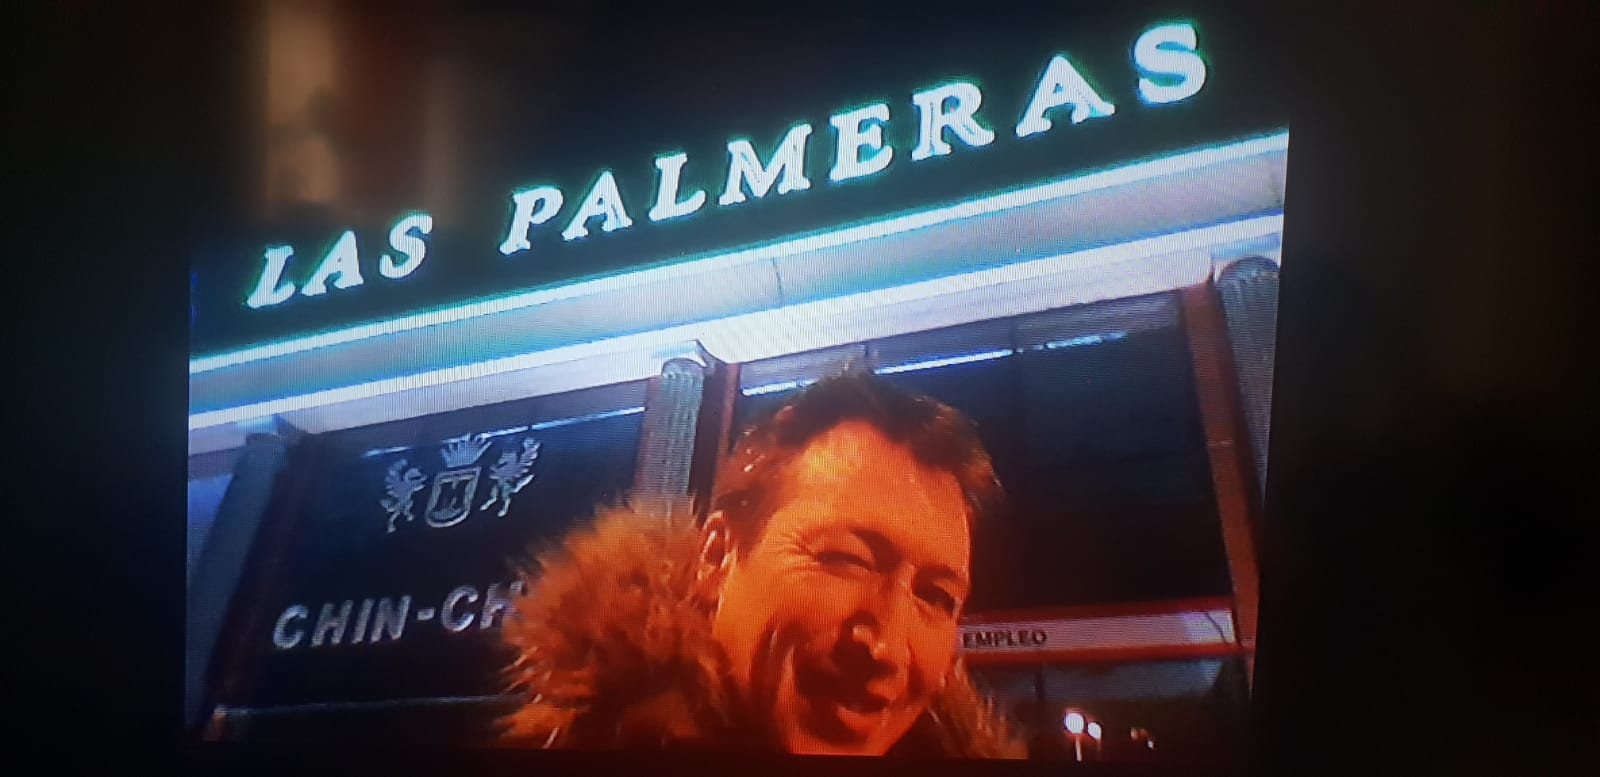 LAS PALMERAS
M
CHIN-CH
EMPLEO